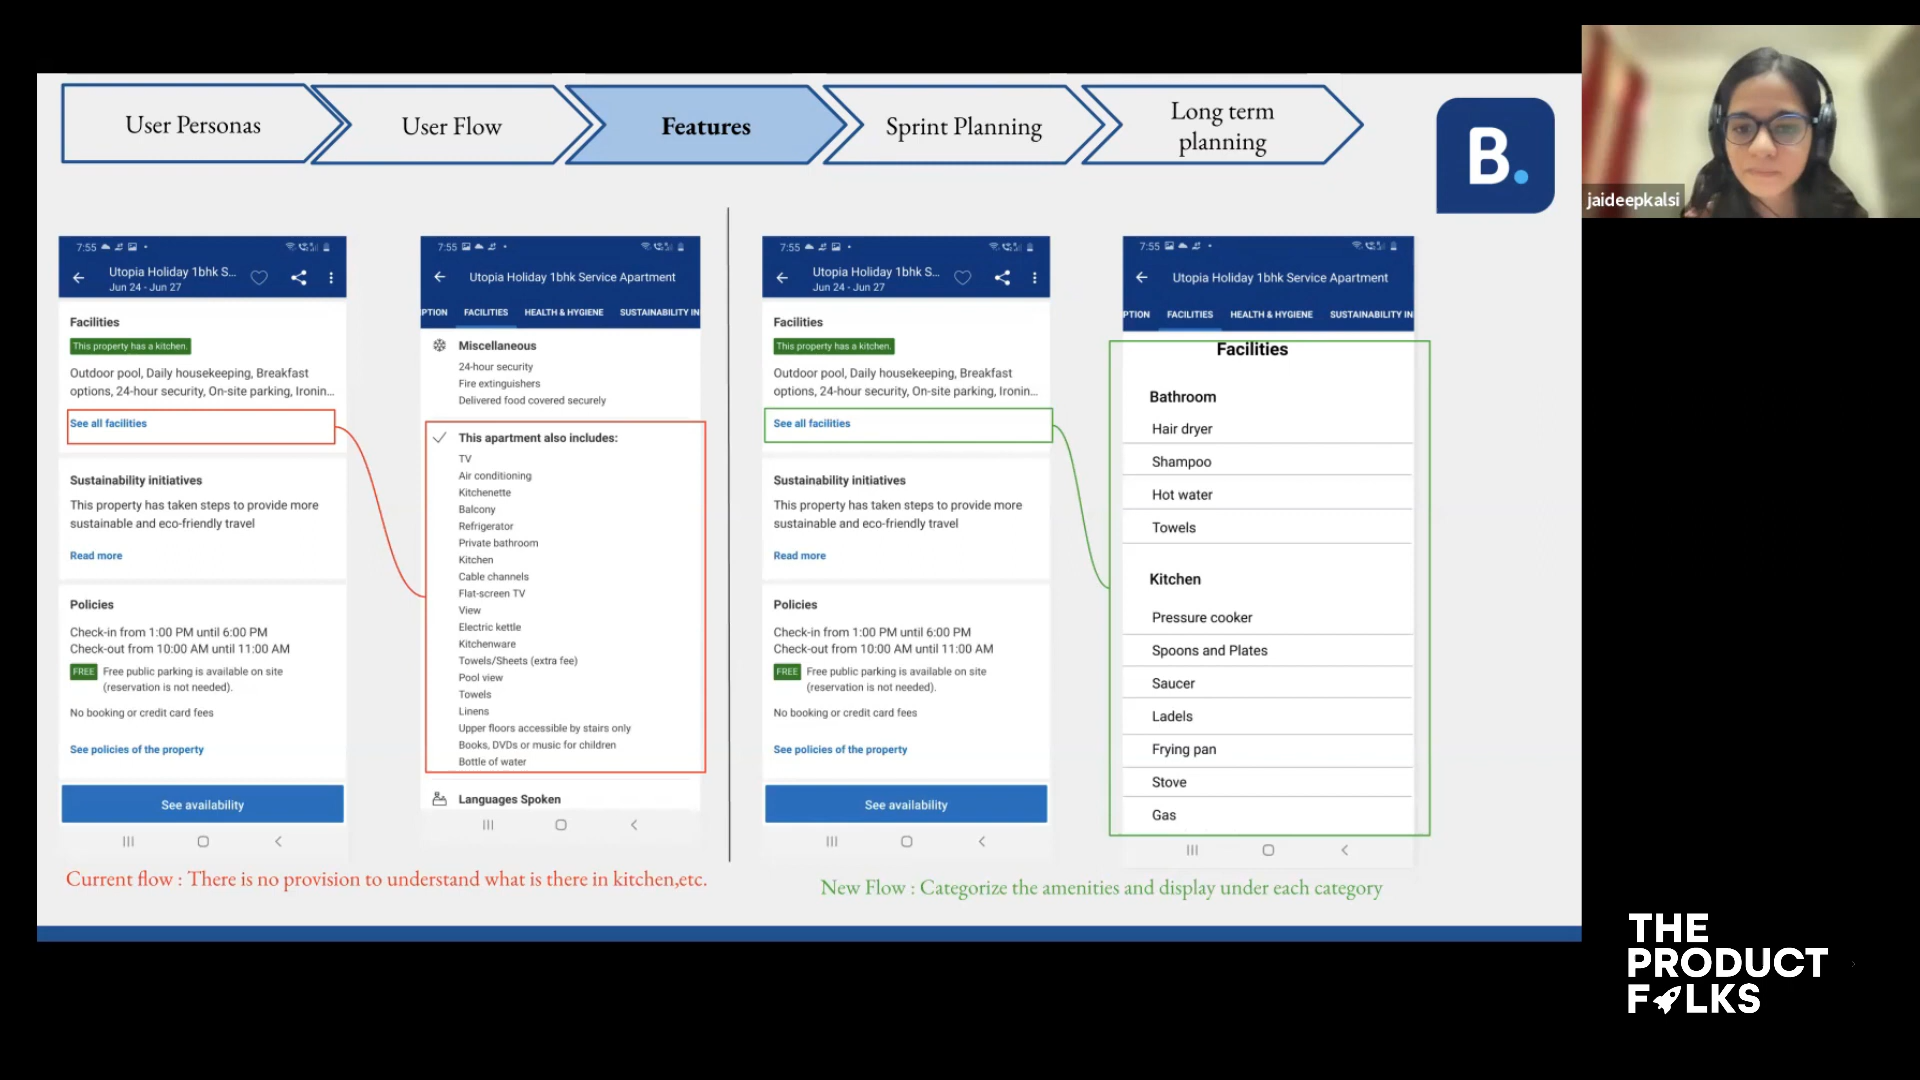 User Personas
User Flow
Features
Sprint Planning
Long term
planning
B.
jaideepkalsi
7:55
Utopia Holiday 1bhk S...
Jun 24 - Jun 27
Facilities
This property has a kitchen.
Outdoor pool, Daily housekeeping, Breakfast
options, 24-hour security, On-site parking, Ironin...
See all facilities
Sustainability initiatives
This property has taken steps to provide more
sustainable and eco-friendly travel
Read more
Policies
Check-in from 1:00 PM until 6:00 PM
Check-out from 10:00 AM until 11:00 AM
FREE Free public parking is available on site
(reservation is not needed).
No booking or credit card fees
See policies of the property
See availability
7:55
Utopia Holiday 1bhk Service Apartment
PTION FACILITIES HEALTH & HYGIENE SUSTAINABILITY IN
Miscellaneous
24-hour security
Fire extinguishers
Delivered food covered securely
This apartment also includes:
TV
Air conditioning
Kitchenette
Balcony
Refrigerator
Private bathroom
Kitchen
Cable channels
Flat-screen TV
View
Electric kettle
Kitchenware
Towels/Sheets (extra fee)
Pool view
Towels
Linens
Upper floors accessible by stairs only
Books, DVDs or music for children
Bottle of water
Languages Spoken
Current flow : There is no provision to understand what is there in kitchen,etc.
7:55
Utopia Holiday 1bhk S...
Jun 24 - Jun 27
Facilities
This property has a kitchen.
Outdoor pool, Daily housekeeping, Breakfast
options, 24-hour security, On-site parking, Ironin...
See all facilities
Sustainability initiatives
This property has taken steps to provide more
sustainable and eco-friendly travel
Read more
Policies
Check-in from 1:00 PM until 6:00 PM
Check-out from 10:00 AM until 11:00 AM
FREE Free public parking is available on site
(reservation is not needed).
No booking or credit card fees
See policies of the property
See availability
7:55
Utopia Holiday 1bhk Service Apartment
PTION FACILITIES HEALTH & HYGIENE SUSTAINABILITY IN
Facilities
Bathroom
Hair dryer
Shampoo
Hot water
Towels
Kitchen
Pressure cooker
Spoons and Plates
Saucer
Ladels
Frying pan
Stove
Gas
New Flow : Categorize the amenities and display under each category
THE
PRODUCT
FOLKS